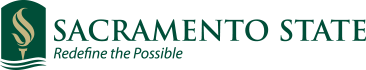 SACRAMENTO STATE
Redefine the Possible